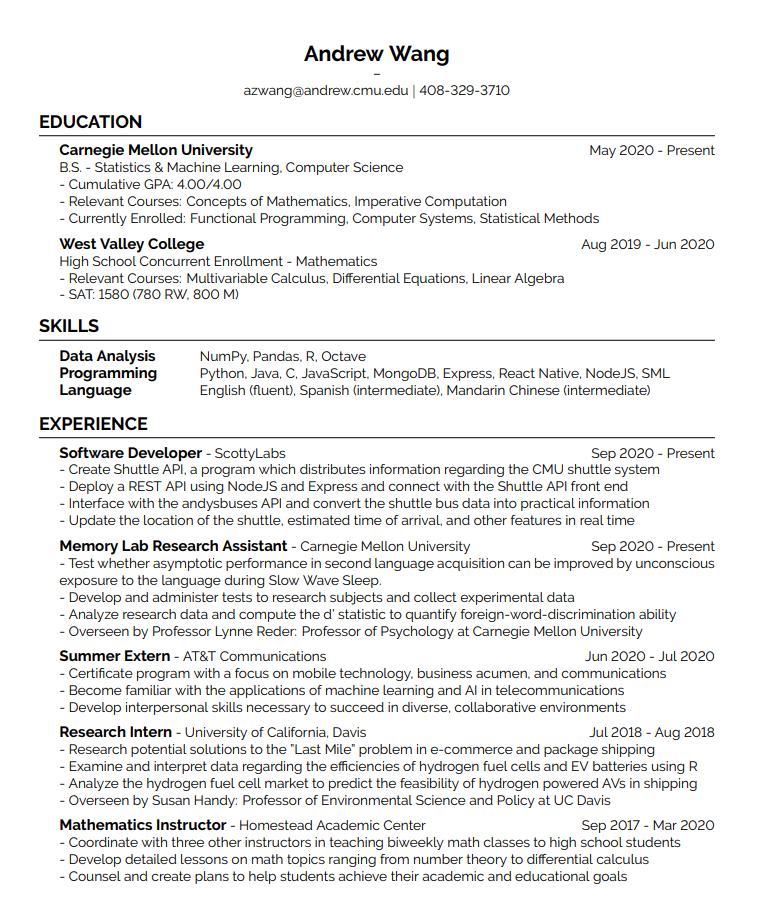 Andrew Wang
–
azwang@andrew.cmu.edu | 408-329-3710
EDUCATION
Carnegie Mellon University May 2020 - Present
B.S. - Statistics & Machine Learning, Computer Science
- Cumulative GPA: 4.00/4.00
- Relevant Courses: Concepts of Mathematics, Imperative Computation
- Currently Enrolled: Functional Programming, Computer Systems, Statistical Methods
West Valley College Aug 2019 - Jun 2020
High School Concurrent Enrollment - Mathematics
- Relevant Courses: Multivariable Calculus, Differential Equations, Linear Algebra
- SAT: 1580 (780 RW, 800 M)
SKILLS
Data Analysis NumPy, Pandas, R, Octave
Programming Python, Java, C, JavaScript, MongoDB, Express, React Native, NodeJS, SML
Language English (fluent), Spanish (intermediate), Mandarin Chinese (intermediate)
EXPERIENCE
Software Developer - ScottyLabs Sep 2020 - Present
- Create Shuttle API, a program which distributes information regarding the CMU shuttle system
- Deploy a REST API using NodeJS and Express and connect with the Shuttle API front end
- Interface with the andysbuses API and convert the shuttle bus data into practical information
- Update the location of the shuttle, estimated time of arrival, and other features in real time
Memory Lab Research Assistant - Carnegie Mellon University Sep 2020 - Present
- Test whether asymptotic performance in second language acquisition can be improved by unconscious
exposure to the language during Slow Wave Sleep.
- Develop and administer tests to research subjects and collect experimental data
- Analyze research data and compute the d' statistic to quantify foreign-word-discrimination ability
- Overseen by Professor Lynne Reder: Professor of Psychology at Carnegie Mellon University
Summer Extern - AT&T Communications Jun 2020 - Jul 2020
- Certificate program with a focus on mobile technology, business acumen, and communications
- Become familiar with the applications of machine learning and AI in telecommunications
- Develop interpersonal skills necessary to succeed in diverse, collaborative environments
Research Intern - University of California, Davis Jul 2018 - Aug 2018
- Research potential solutions to the "Last Mile" problem in e-commerce and package shipping
- Examine and interpret data regarding the efficiencies of hydrogen fuel cells and EV batteries using R
- Analyze the hydrogen fuel cell market to predict the feasibility of hydrogen powered AVs in shipping
- Overseen by Susan Handy: Professor of Environmental Science and Policy at UC Davis
Mathematics Instructor - Homestead Academic Center Sep 2017 - Mar 2020
- Coordinate with three other instructors in teaching biweekly math classes to high school students
- Develop detailed lessons on math topics ranging from number theory to differential calculus
- Counsel and create plans to help students achieve their academic and educational goals